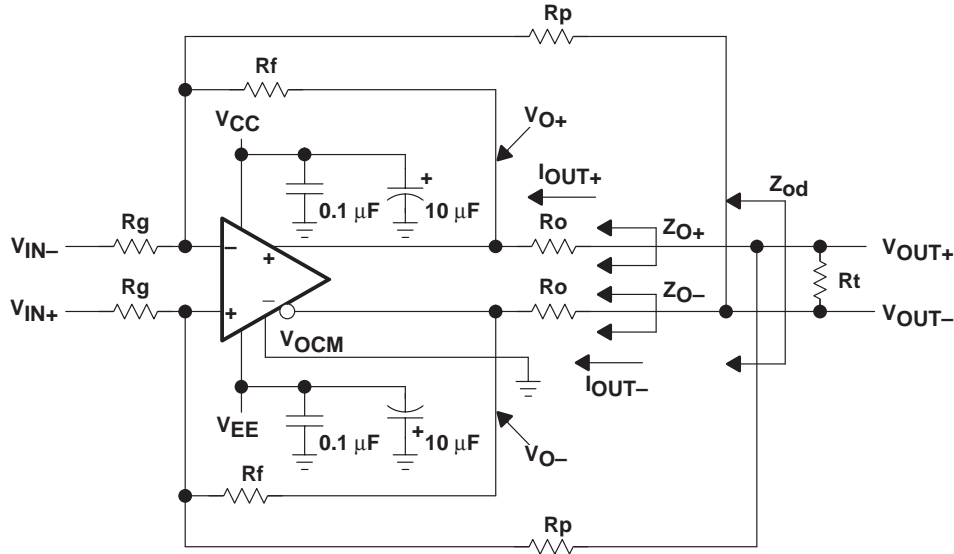 Rp
Rf
VCC
VO+
+
IOUT+
0.1 μF
10 μF
Zod
Rg
Ro
ZO+
VIN–
–
+
VOUT+
Rt
Rg
Ro
ZO–
VIN+
+
–
VOUT–
VOCM
IOUT–
VEE
0.1 μF
+
10 μF
VO–
Rf
Rp